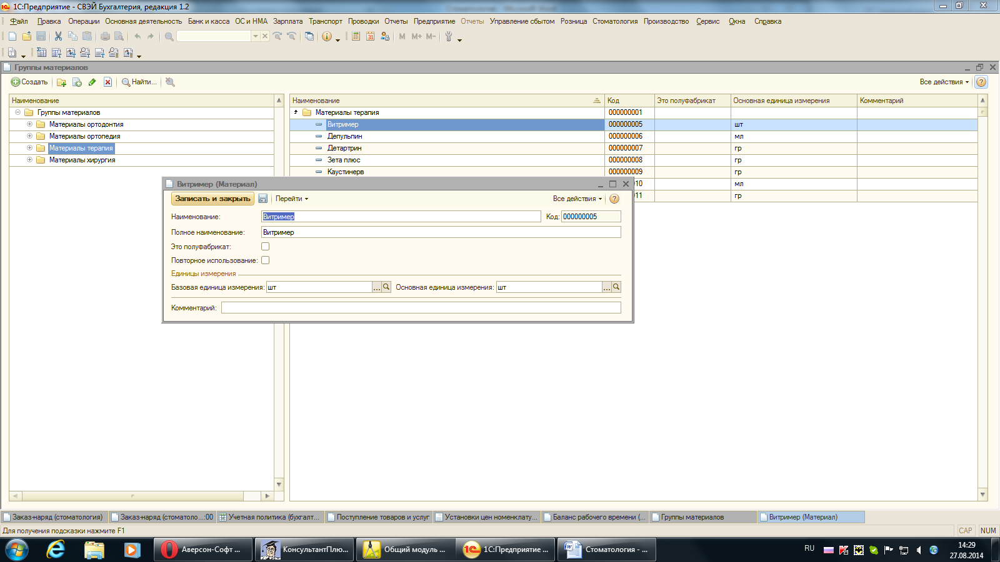 1С:Предприятие - СВЭЙ Бухгалтерия, редакция 1.2
Файл Правка Операции Основная деятельность Банк и касса ОС и НМА Зарплата Транспорт Проводки Отчеты Предприятие Отчеты Управление сбытом Розница Стоматология Производство Сервис Окна Справка
M M+ M-
Группы материалов
Создать Найти... Все действия
Наименование
Группы материалов
Материалы ортодонтия
Материалы ортопедия
Материалы терапия
Материалы хирургия
Наименование Код Это полуфабрикат Основная единица измерения Комментарий
Материалы терапия 000000001
Витример 000000005 шт
Депульпин 000000006 мл
Детартрин 000000007 гр
Зета плюс 000000008 гр
Каустинерв 000000009 гр
10 мл
11 гр
Витример (Материал)
Записать и закрыть Перейти Все действия
Наименование: Витример Код: 000000005
Полное наименование: Витример
Это полуфабрикат:
Повторное использование:
Единицы измерения
Базовая единица измерения: шт ... Основная единица измерения: шт ...
Комментарий:
Заказ-наряд (стоматология) Заказ-наряд (стоматоло...:00 Учетная политика (бухгалт... Поступление товаров и услуг Установки цен номенклату... Баланс рабочего времени (... Группы материалов Витример (Материал)
Для получения подсказки нажмите F1 CAP NUM
Аверсон-Софт ... КонсультантПлю... Общий модуль ... 1С:Предприятие ... Стоматология - ... RU 14:29
27.08.2014